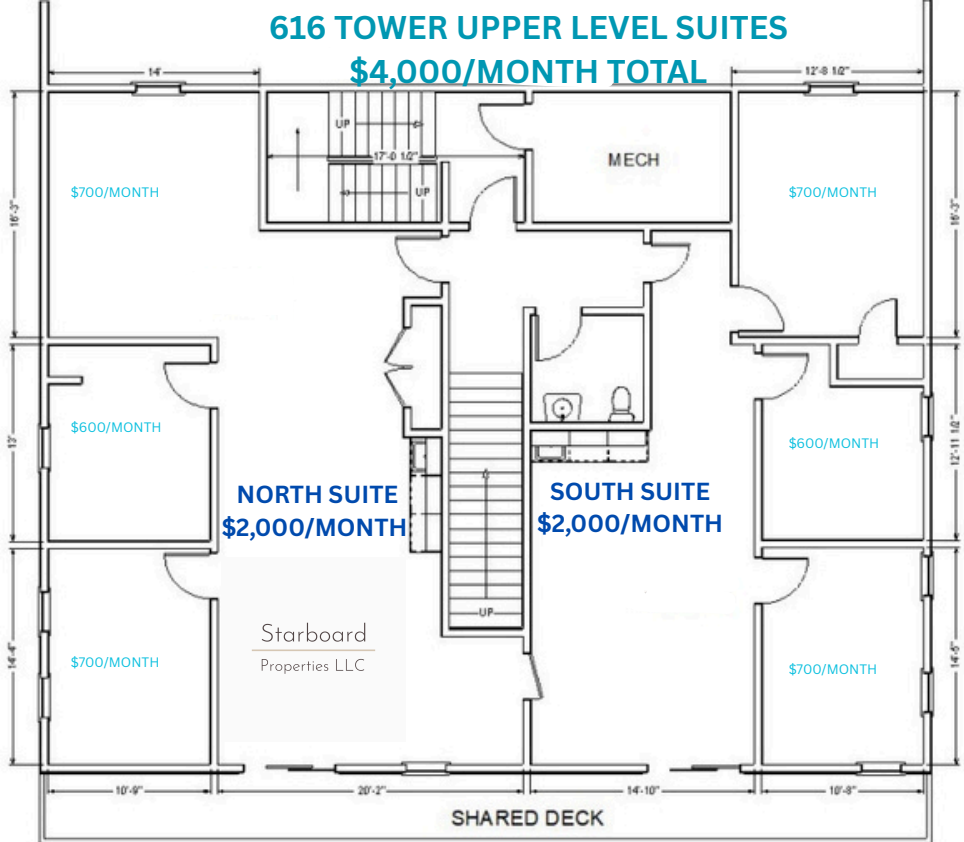 616 TOWER UPPER LEVEL SUITES
$4,000/MONTH TOTAL
14'
12'-8 1/2"
UP
17'-0 1/2"
UP
MECH
$700/MONTH
$700/MONTH
16'-3"
16'-3"
13'
$600/MONTH
$600/MONTH
12'-11 1/2"
NORTH SUITE
$2,000/MONTH
SOUTH SUITE
$2,000/MONTH
UP
Starboard
Properties LLC
14'-4"
$700/MONTH
$700/MONTH
14'-5"
10'-9"
20'-2"
14'-10"
10'-8"
SHARED DECK